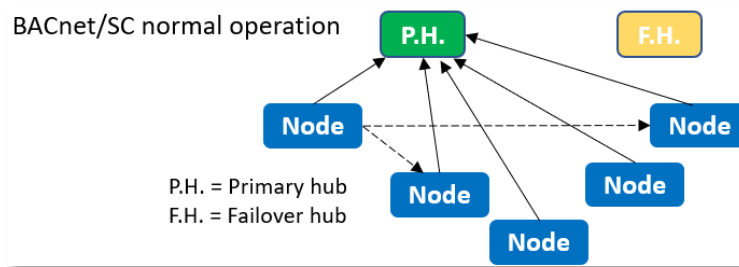 BACnet/SC normal operation
P.H.
F.H.
Node
Node
Node
Node
Node
P.H. = Primary hub
F.H. = Failover hub